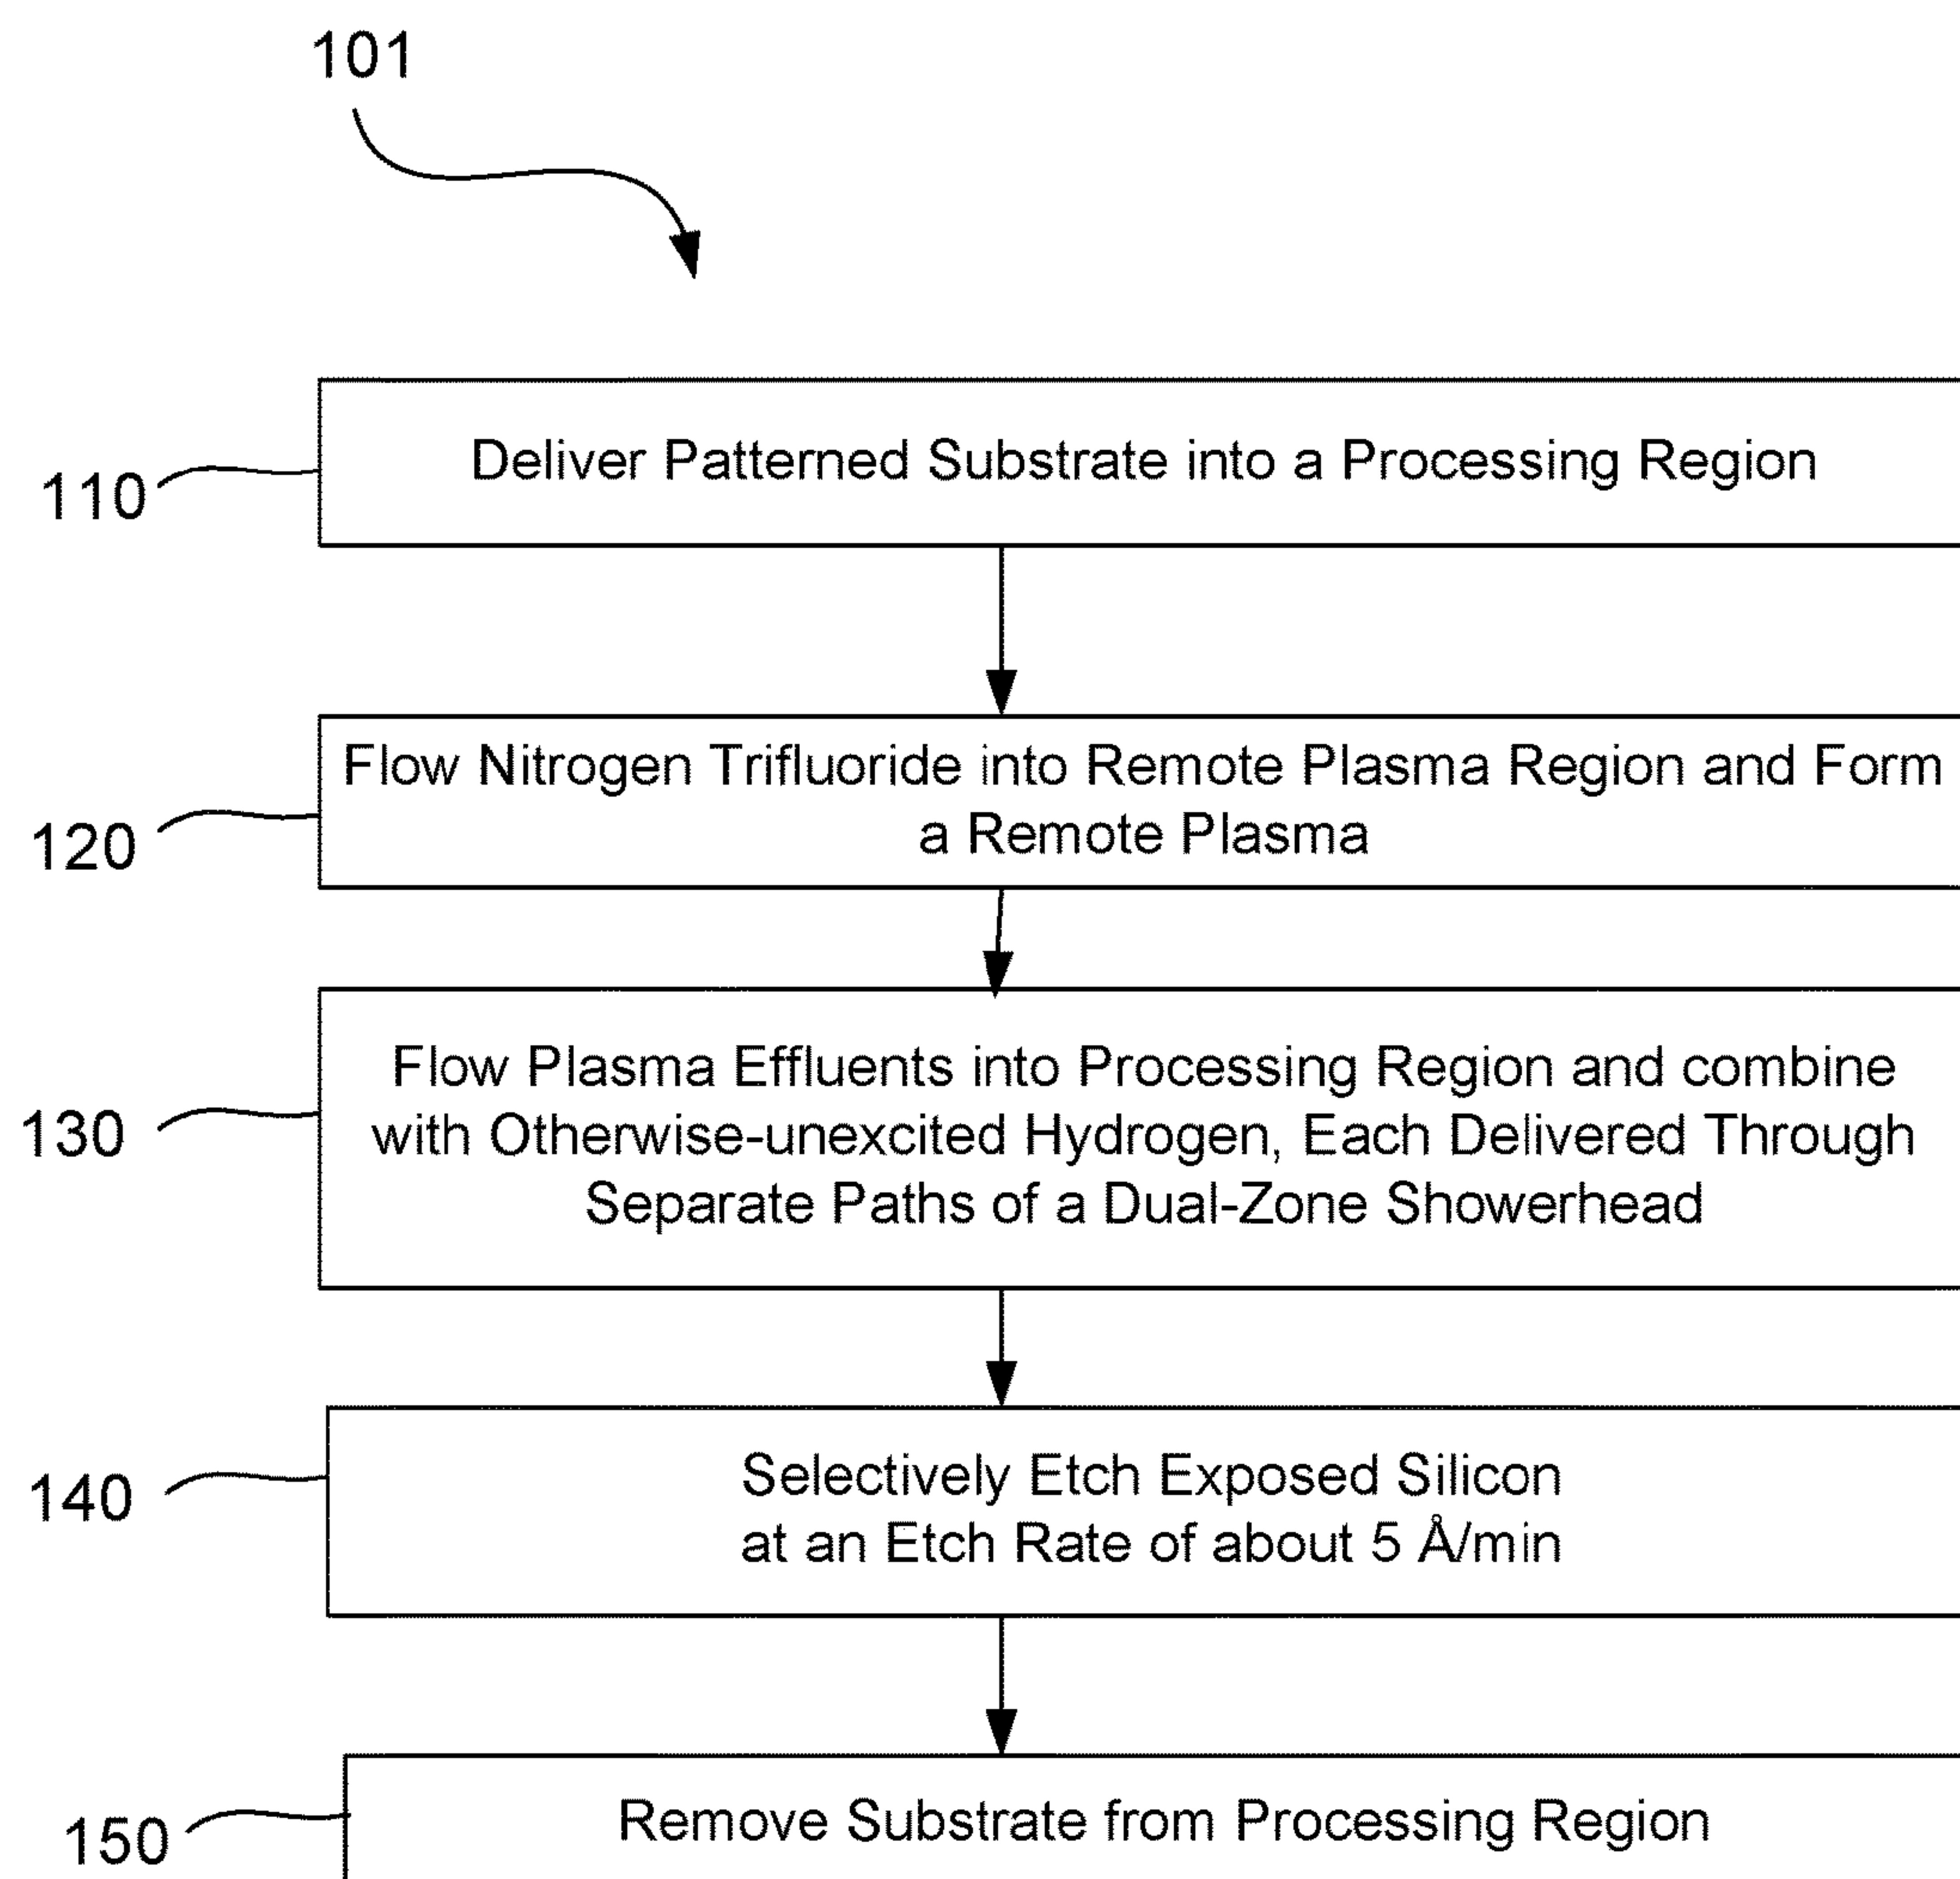 101
110
Deliver Patterned Substrate into a Processing Region
120
Flow Nitrogen Trifluoride into Remote Plasma Region and Form
a Remote Plasma
130
Flow Plasma Effluents into Processing Region and combine
with Otherwise-unexcited Hydrogen, Each Delivered Through
Separate Paths of a Dual-Zone Showerhead
140
Selectively Etch Exposed Silicon
at an Etch Rate of about 5 Å/min
150
Remove Substrate from Processing Region